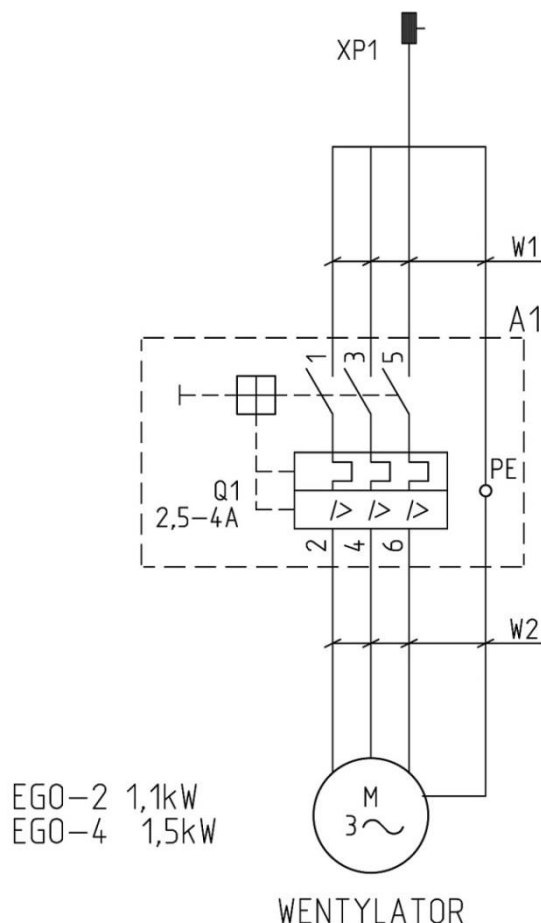 XP1
W1
A1
1 3 5
PE
Q1
2,5-4A
I> I> I>
2 4 6
W2
M
3~
EGO-2 1,1kW
EGO-4 1,5kW
WENTYLATOR